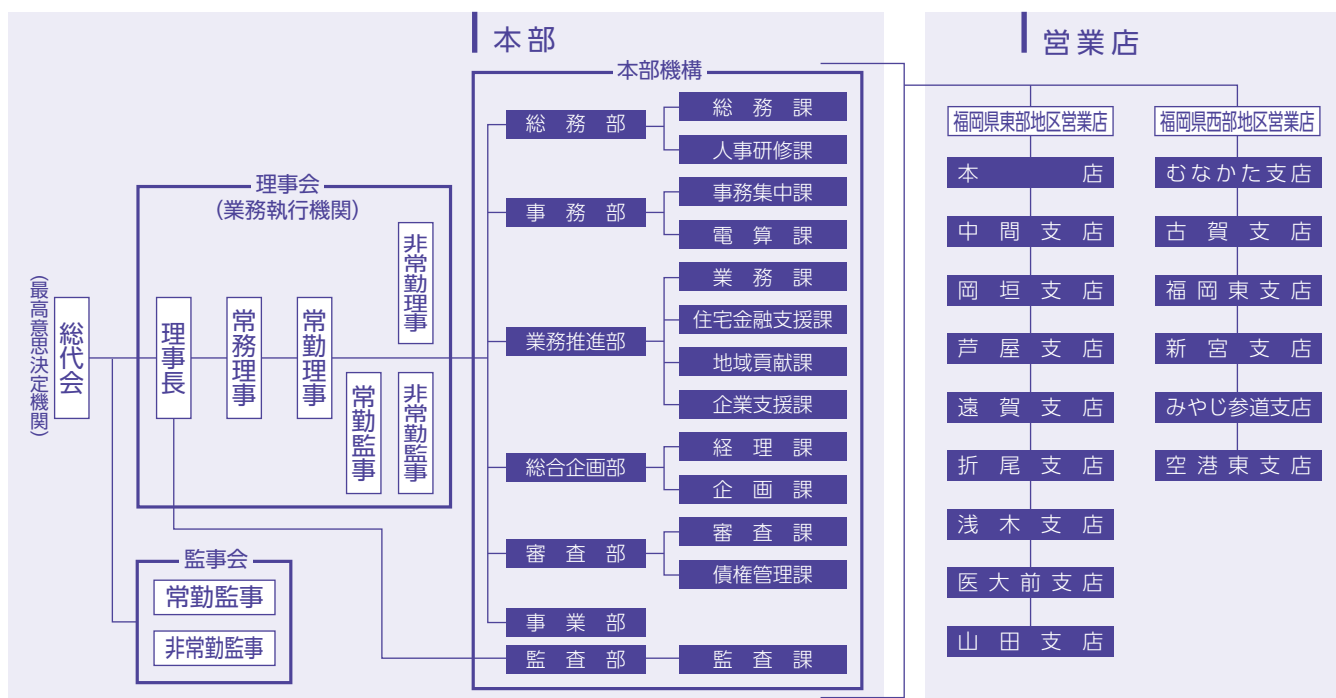 本部
営業店
本部機構
総務部
総務課
人事研修課
事務部
事務集中課
電算課
業務推進部
業務課
住宅金融支援課
地域貢献課
企業支援課
総合企画部
経理課
企画課
審査部
審査課
債権管理課
事業部
監査部
監査課
理事会
(業務執行機関)
(最高意思決定機関)
総代会
理事長
常務理事
常勤理事
非常勤理事
常勤監事
非常勤監事
監事会
常勤監事
非常勤監事
福岡県東部地区営業店
本店
中間支店
岡垣支店
芦屋支店
遠賀支店
折尾支店
浅木支店
医大前支店
山田支店
福岡県西部地区営業店
むなかた支店
古賀支店
福岡東支店
新宮支店
みやじ参道支店
空港東支店